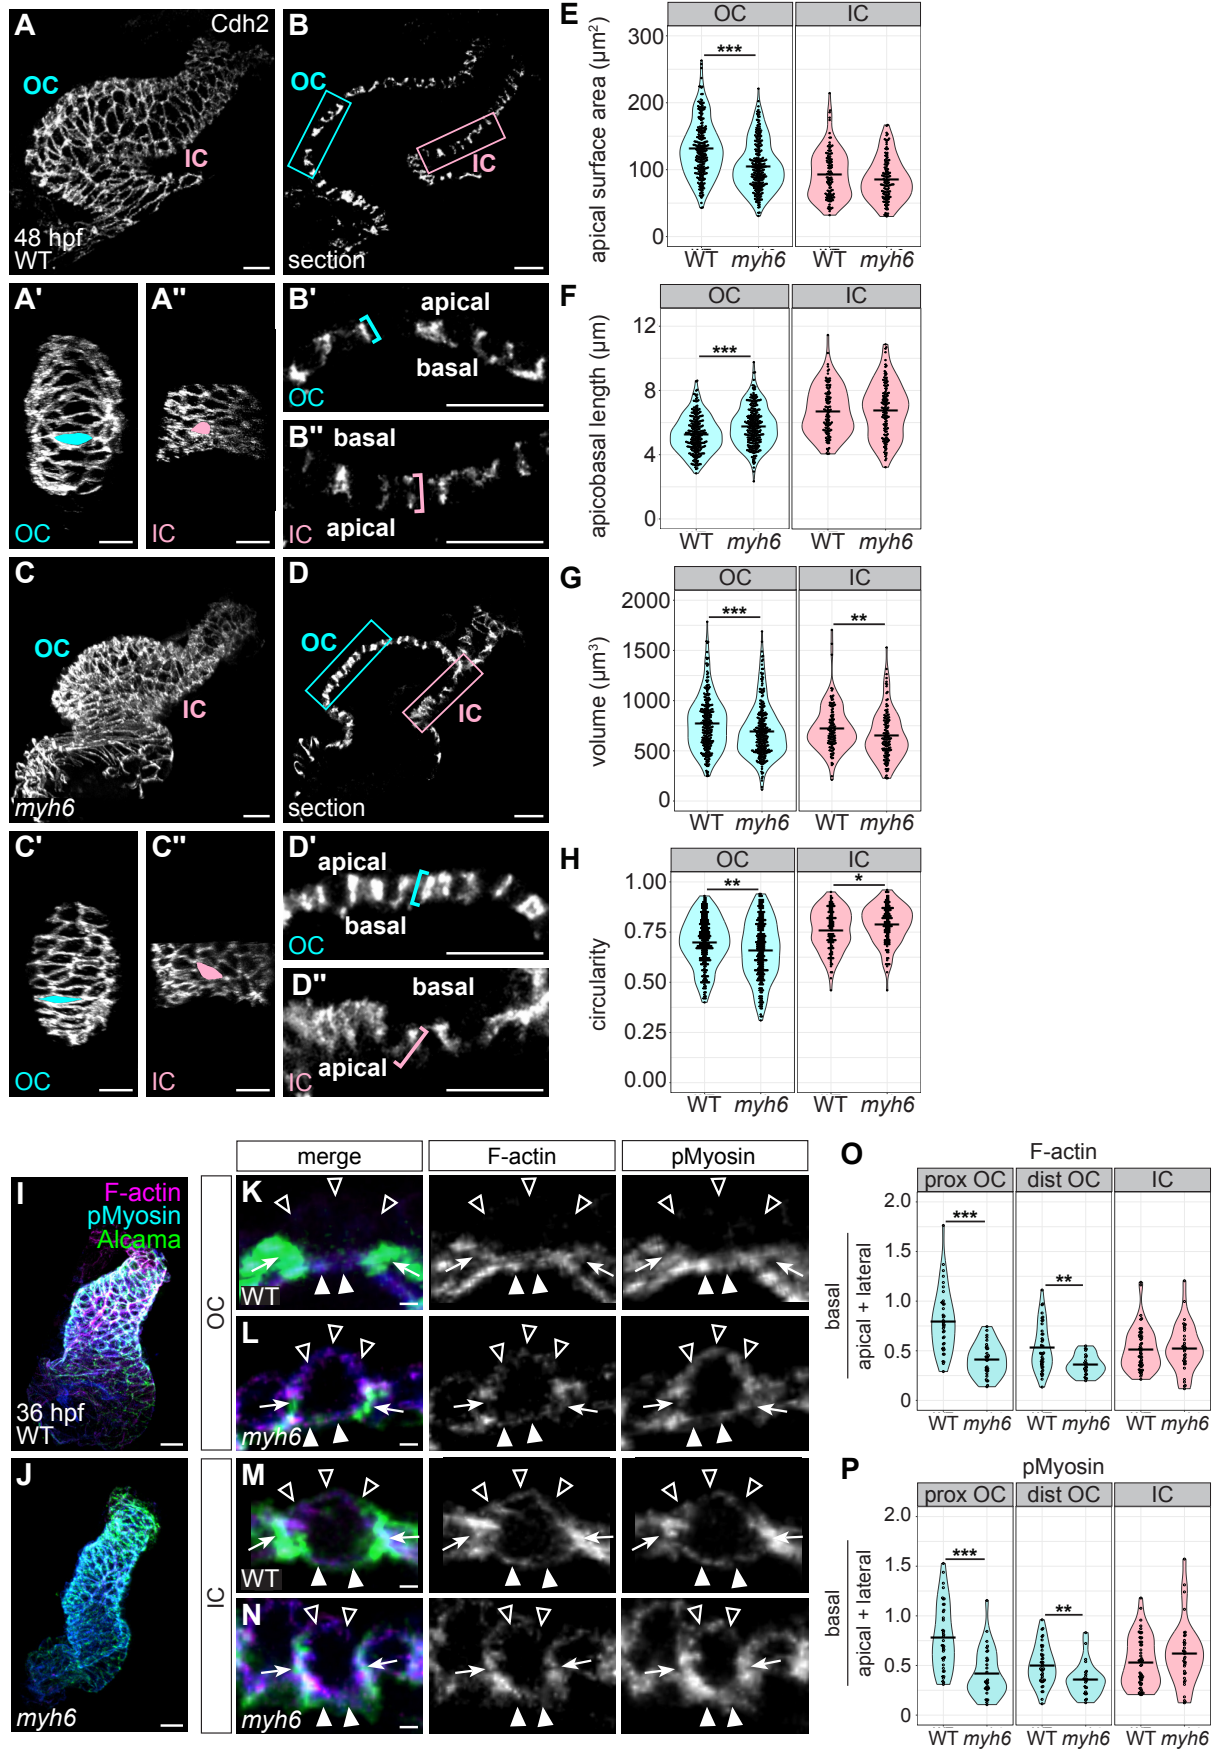 A
Cdh2
OC
IC
48 hpf
WT
B
OC
IC
section
A'
OC
A"
IC
B'
apical
basal
OC
B"
basal
apical
IC
C
OC
IC
myh6
D
OC
IC
section
C'
OC
C"
IC
D'
apical
basal
OC
D"
basal
apical
IC
E
OC IC
apical surface area (μm²)
300
200
100
0
***
WT myh6 WT myh6
F
OC IC
apicobasal length (μm)
12
8
4
0
***
WT myh6 WT myh6
G
OC IC
volume (μm³)
2000
1500
1000
500
0
*** **
WT myh6 WT myh6
H
OC IC
circularity
1.00
0.75
0.50
0.25
0.00
** *
WT myh6 WT myh6
I
F-actin
pMyosin
Alcama
36 hpf
WT
J
myh6
merge F-actin pMyosin
OC
K
WT
L
myh6
IC
M
WT
N
myh6
O
F-actin
prox OC dist OC IC
basal
apical + lateral
2.0
1.5
1.0
0.5
0
*** **
WT myh6 WT myh6 WT myh6
P
pMyosin
prox OC dist OC IC
basal
apical + lateral
2.0
1.5
1.0
0.5
0
*** **
WT myh6 WT myh6 WT myh6